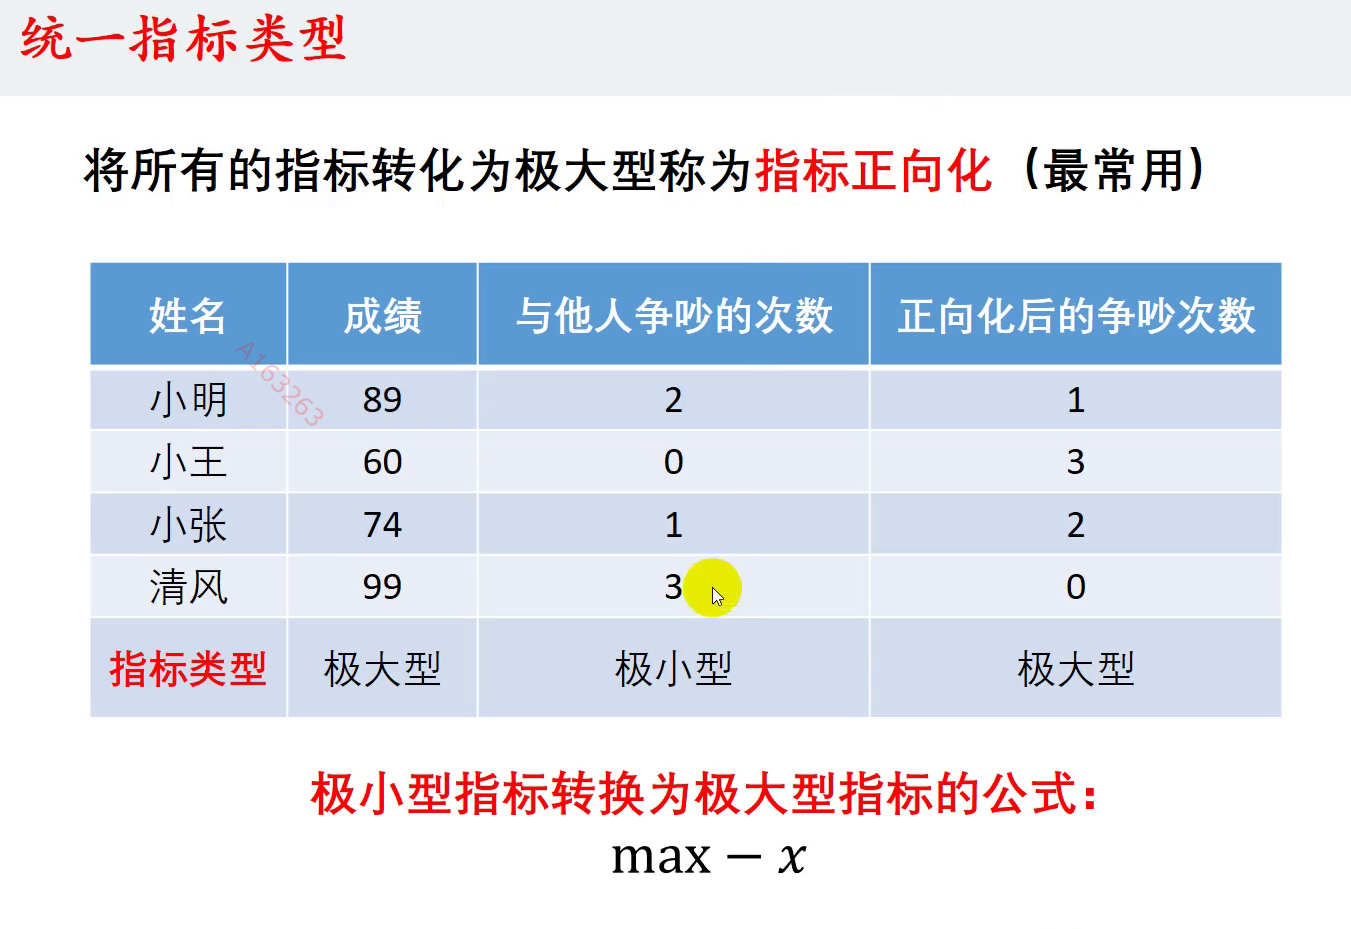 统一指标类型
将所有的指标转化为极大型称为指标正向化（最常用）
姓名 成绩 与他人争吵的次数 正向化后的争吵次数
A163263
小明 89 2 1
小王 60 0 3
小张 74 1 2
清风 99 3 0
指标类型 极大型 极小型 极大型
极小型指标转换为极大型指标的公式：
max − x